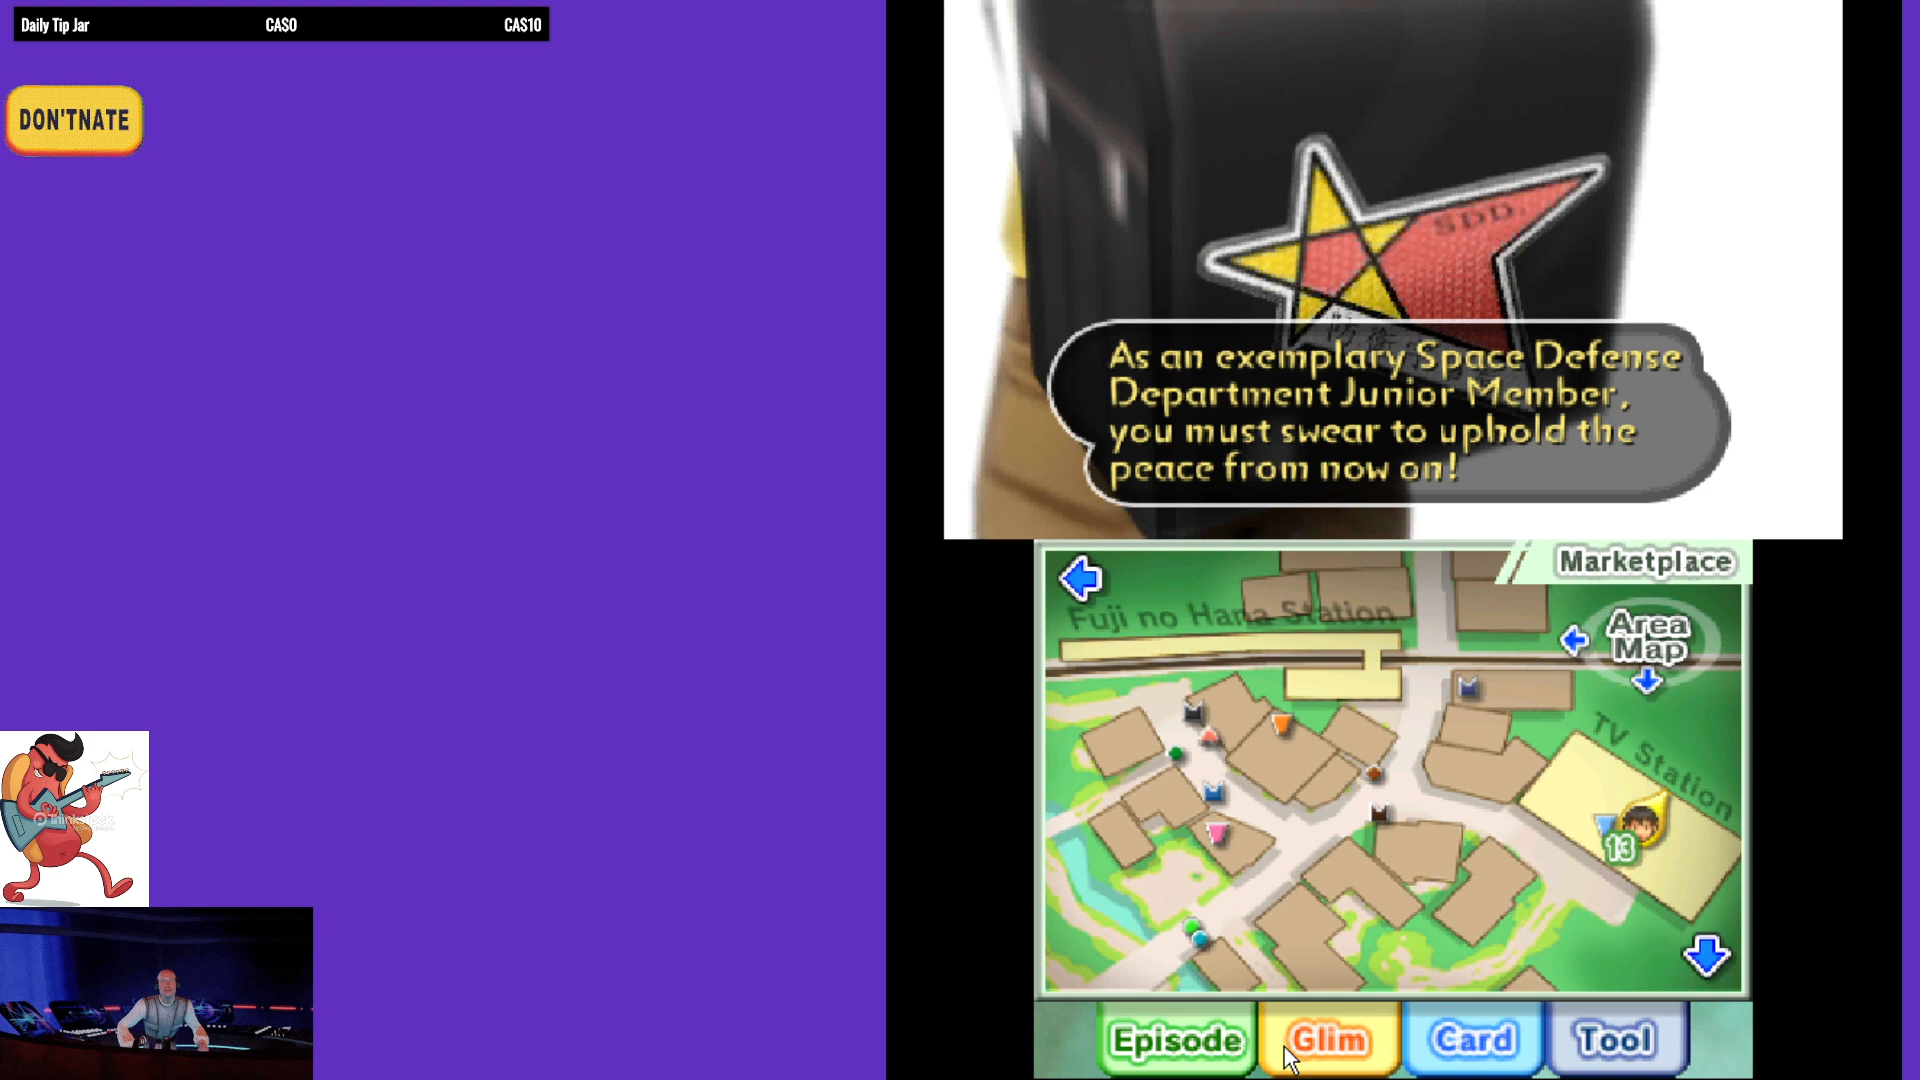 Daily Tip Jar CA$0 CA$10
DON'TNATE
SDD.
As an exemplary Space Defense
Department Junior Member,
you must swear to uphold the
peace from now on!
Marketplace
Fuji no Hana Station
Area
Map
TV Station
13
Thinkstock
Episode Glim Card Tool